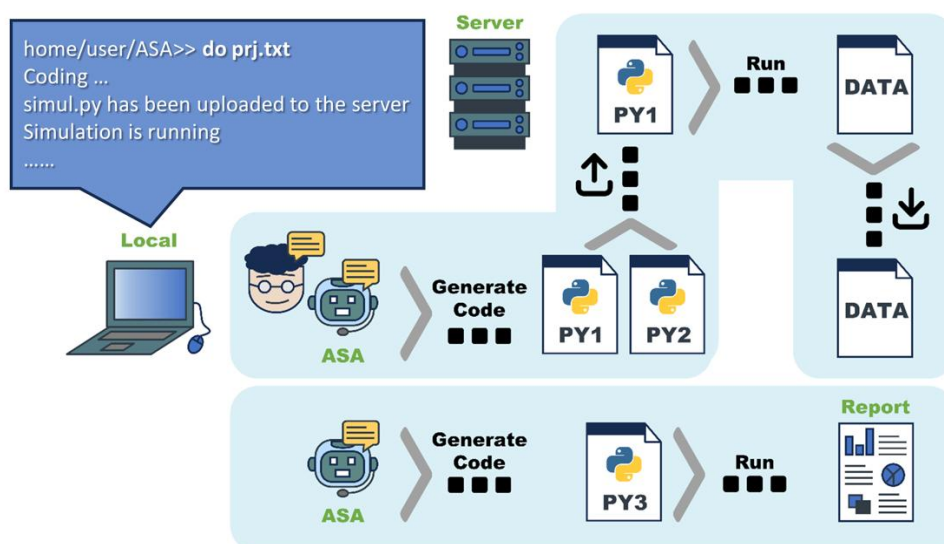 home/user/ASA>> do prj.txt
Coding ...
simul.py has been uploaded to the server
Simulation is running
......
Server
PY1
Run
DATA
Local
ASA
Generate
Code
PY1
PY2
DATA
ASA
Generate
Code
PY3
Run
Report